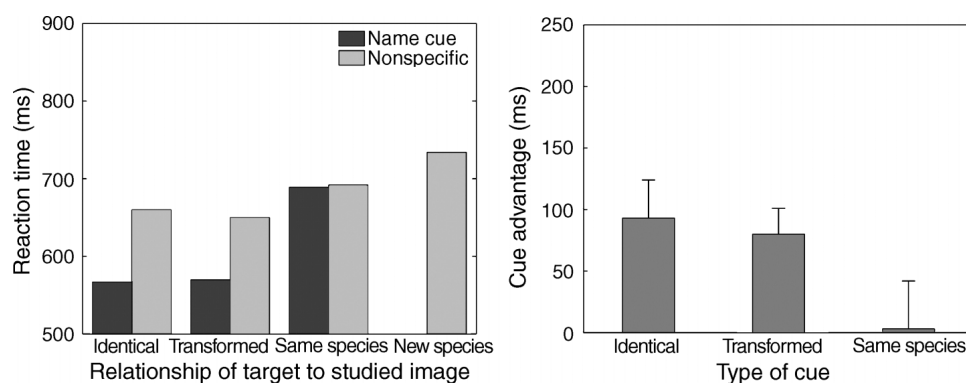 900
800
700
600
500
Reaction time (ms)
Name cue
Nonspecific
Identical
Transformed
Same species
New species
Relationship of target to studied image
250
200
150
100
50
0
Cue advantage (ms)
Identical
Transformed
Same species
Type of cue